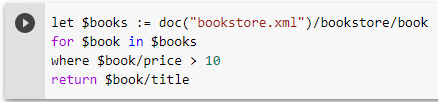 let $books := doc("bookstore.xml")/bookstore/book
for $book in $books
where $book/price > 10
return $book/title